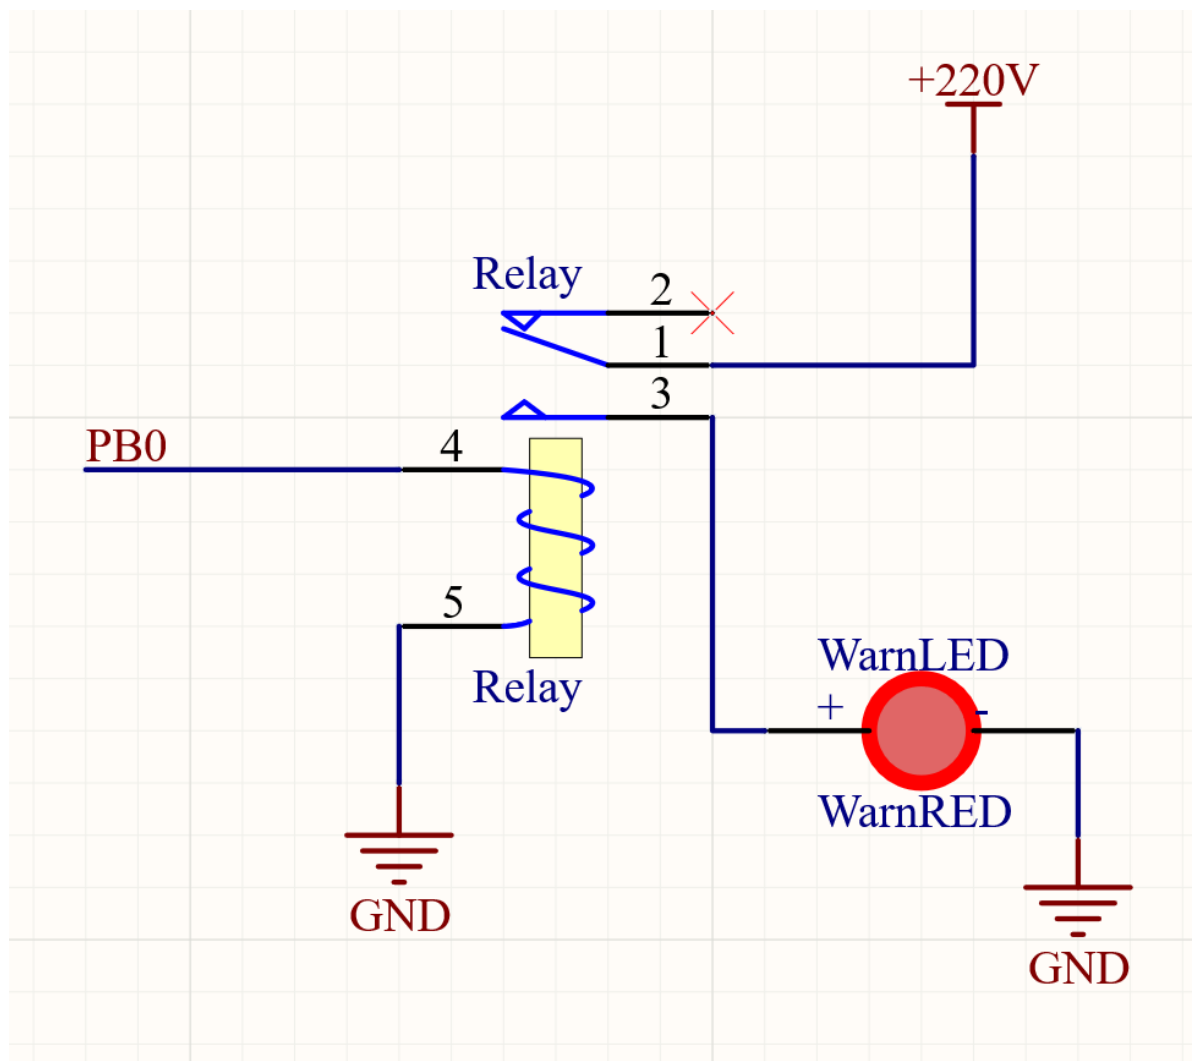 +220V
Relay
2
1
3
PB0
4
5
Relay
WarnLED
+
-
WarnRED
GND
GND